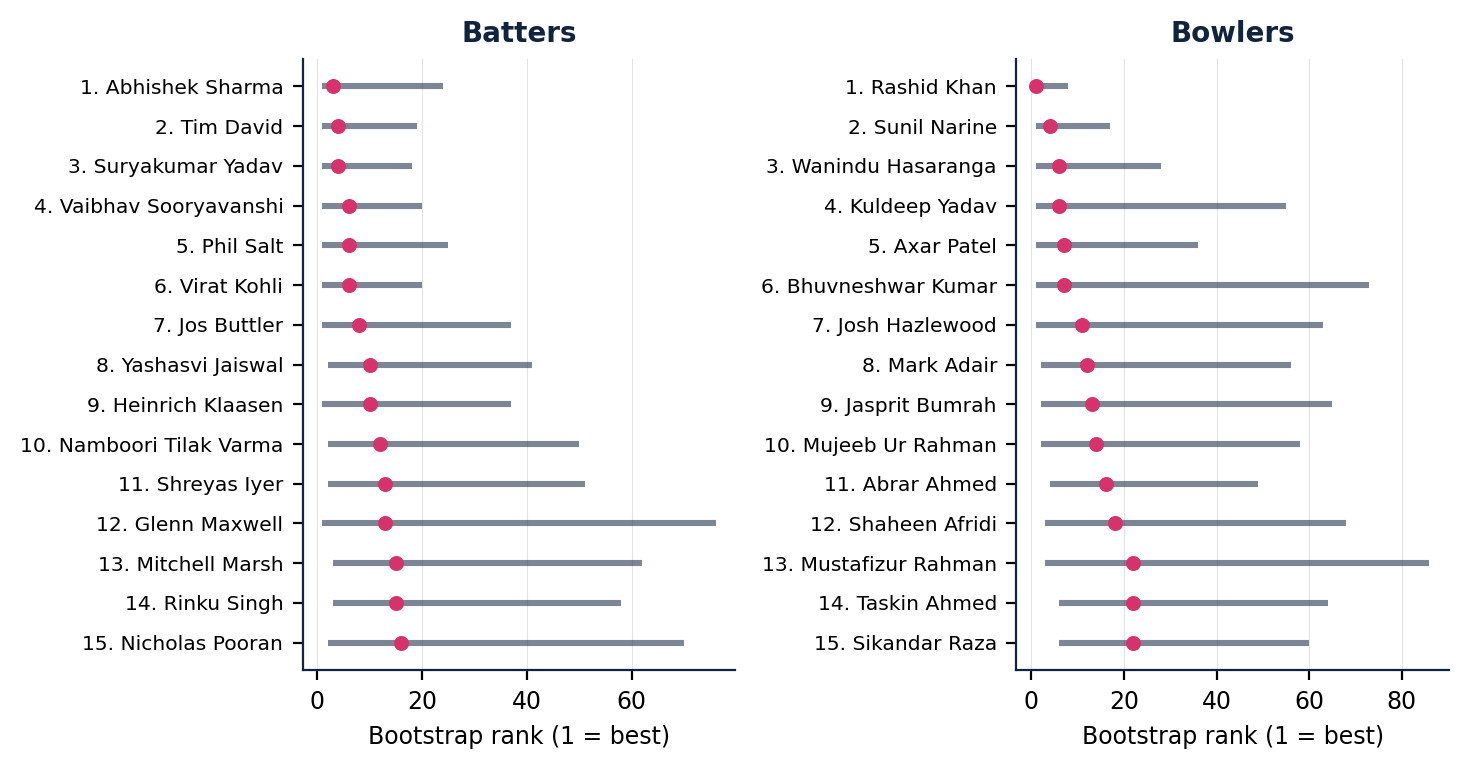 Batters
1. Abhishek Sharma
2. Tim David
3. Suryakumar Yadav
4. Vaibhav Sooryavanshi
5. Phil Salt
6. Virat Kohli
7. Jos Buttler
8. Yashasvi Jaiswal
9. Heinrich Klaasen
10. Namboori Tilak Varma
11. Shreyas Iyer
12. Glenn Maxwell
13. Mitchell Marsh
14. Rinku Singh
15. Nicholas Pooran
0 20 40 60
Bootstrap rank (1 = best)
Bowlers
1. Rashid Khan
2. Sunil Narine
3. Wanindu Hasaranga
4. Kuldeep Yadav
5. Axar Patel
6. Bhuvneshwar Kumar
7. Josh Hazlewood
8. Mark Adair
9. Jasprit Bumrah
10. Mujeeb Ur Rahman
11. Abrar Ahmed
12. Shaheen Afridi
13. Mustafizur Rahman
14. Taskin Ahmed
15. Sikandar Raza
0 20 40 60 80
Bootstrap rank (1 = best)